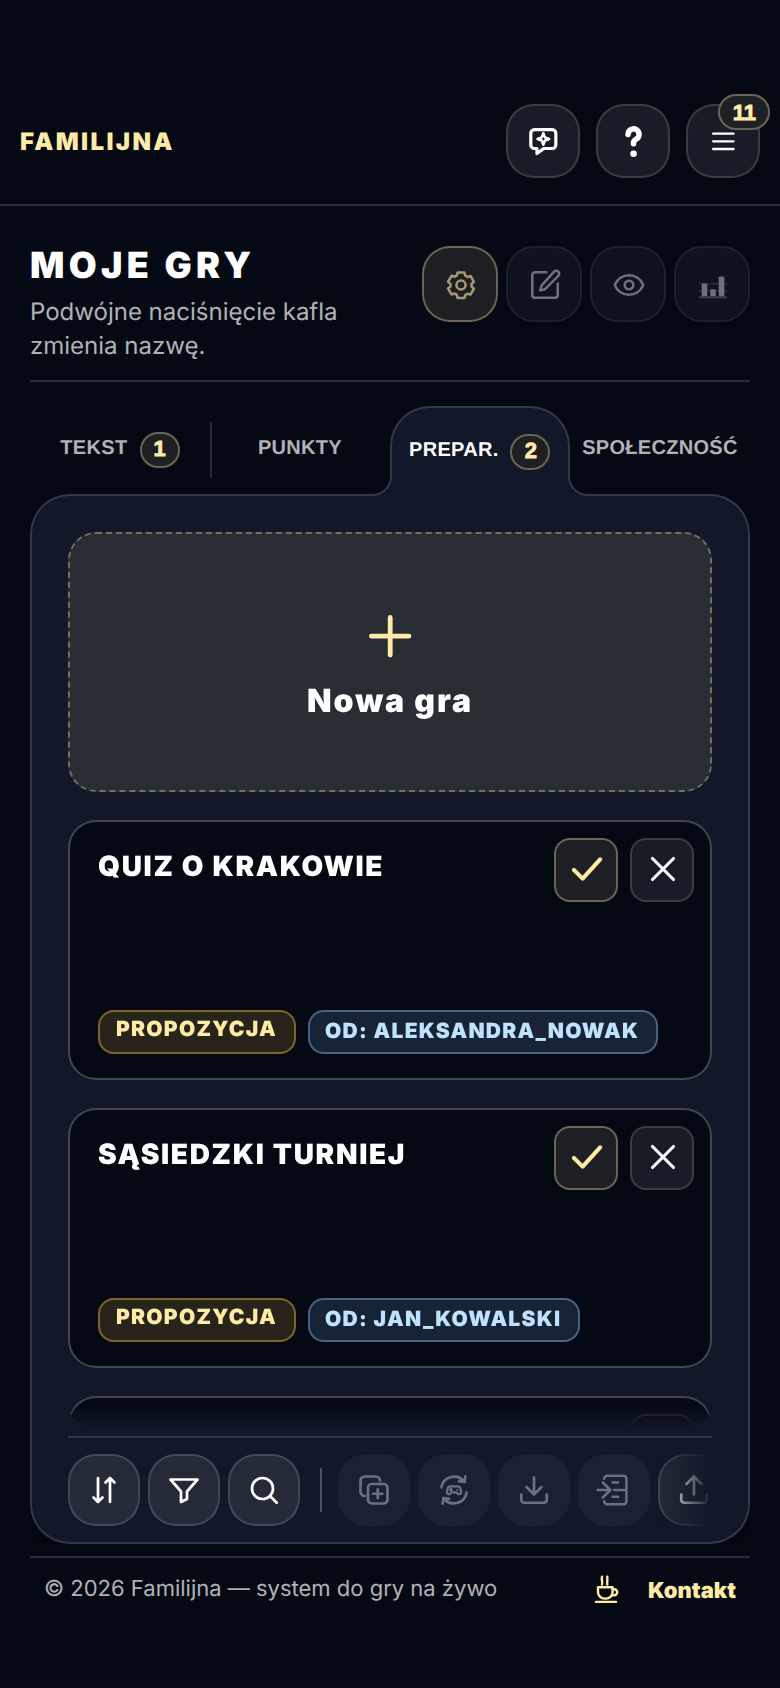 FAMILIJNA
11
MOJE GRY
Podwójne naciśnięcie kafla
zmienia nazwę.
TEKST 1 PUNKTY PREPAR. 2 SPOŁECZNOŚĆ
Nowa gra
QUIZ O KRAKOWIE
PROPOZYCJA OD: ALEKSANDRA_NOWAK
SĄSIEDZKI TURNIEJ
PROPOZYCJA OD: JAN_KOWALSKI
© 2026 Familijna — system do gry na żywo Kontakt